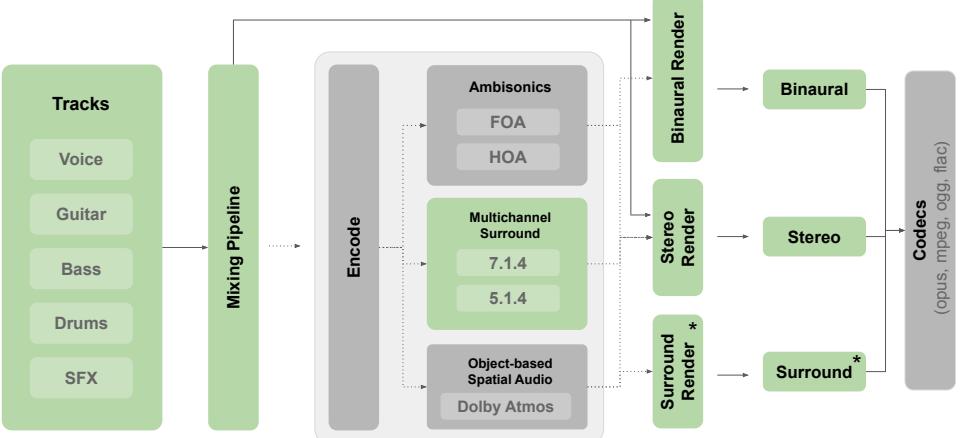 Tracks
Voice
Guitar
Bass
Drums
SFX
Mixing Pipeline
Encode
Ambisonics
FOA
HOA
Multichannel
Surround
7.1.4
5.1.4
Object-based
Spatial Audio
Dolby Atmos
Binaural Render
Stereo
Render
Surround
Render *
Binaural
Stereo
Surround *
Codecs
(opus, mpeg, ogg, flac)